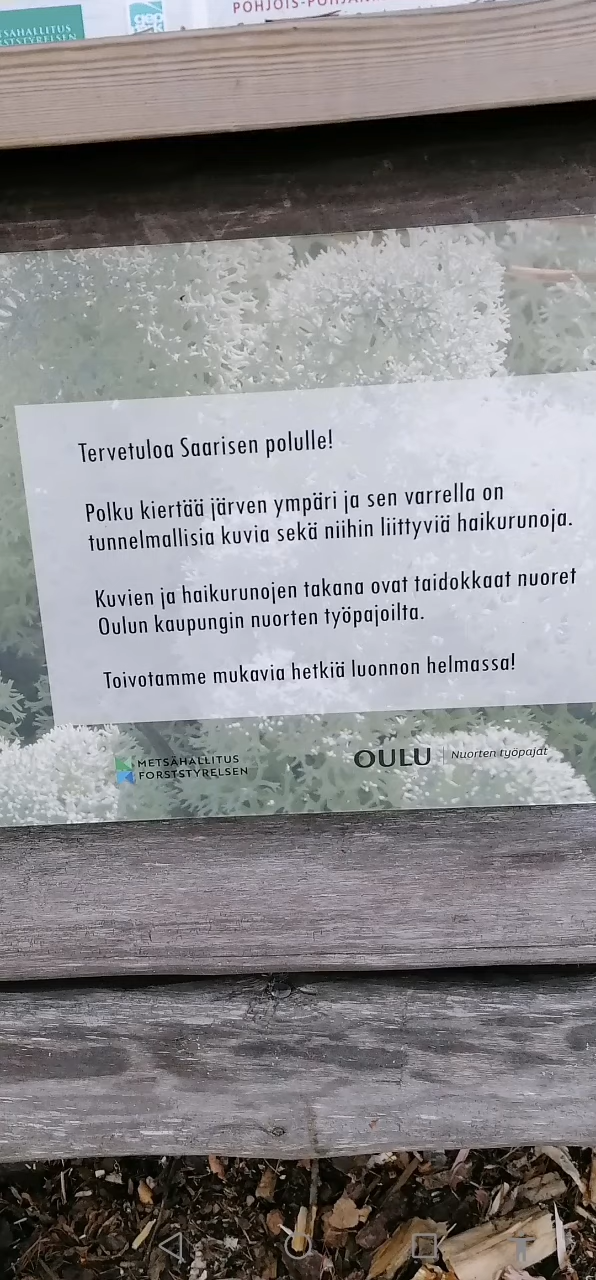 METSÄHALLITUS
FORSTSTYRELSEN
geo
Tervetuloa Saarisen polulle!
Polku kiertää järven ympäri ja sen varrella on
tunnelmallisia kuvia sekä niihin liittyviä haikurunoja.
Kuvien ja haikurunojen takana ovat taidokkaat nuoret
Oulun kaupungin nuorten työpajoilta.
Toivotamme mukavia hetkiä luonnon helmassa!
METSÄHALLITUS
FORSTSTYRELSEN
OULU | Nuorten työpajat